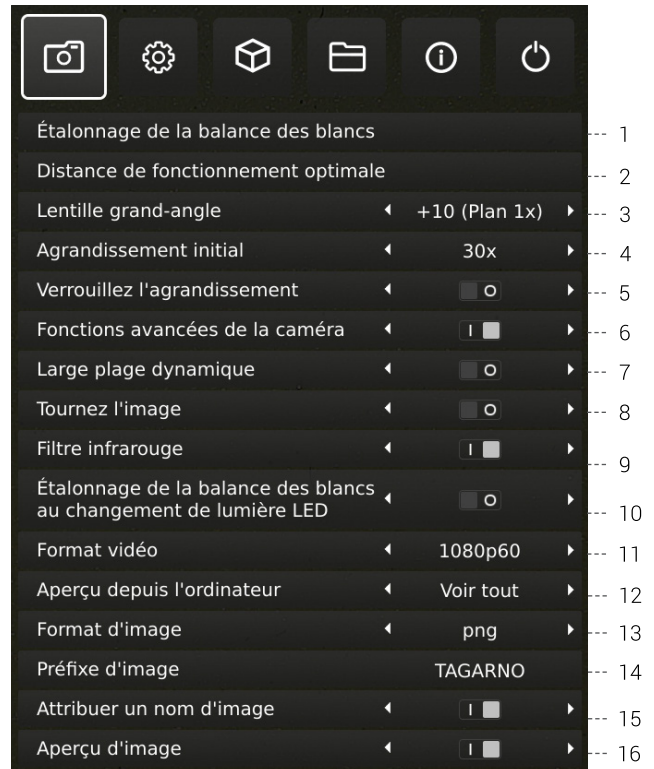 Étalonnage de la balance des blancs 1
Distance de fonctionnement optimale 2
Lentille grand-angle +10 (Plan 1x) 3
Agrandissement initial 30x 4
Verrouillez l'agrandissement 5
Fonctions avancées de la caméra 6
Large plage dynamique 7
Tournez l'image 8
Filtre infrarouge 9
Étalonnage de la balance des blancs
au changement de lumière LED 10
Format vidéo 1080p60 11
Aperçu depuis l'ordinateur Voir tout 12
Format d'image png 13
Préfixe d'image TAGARNO 14
Attribuer un nom d'image 15
Aperçu d'image 16